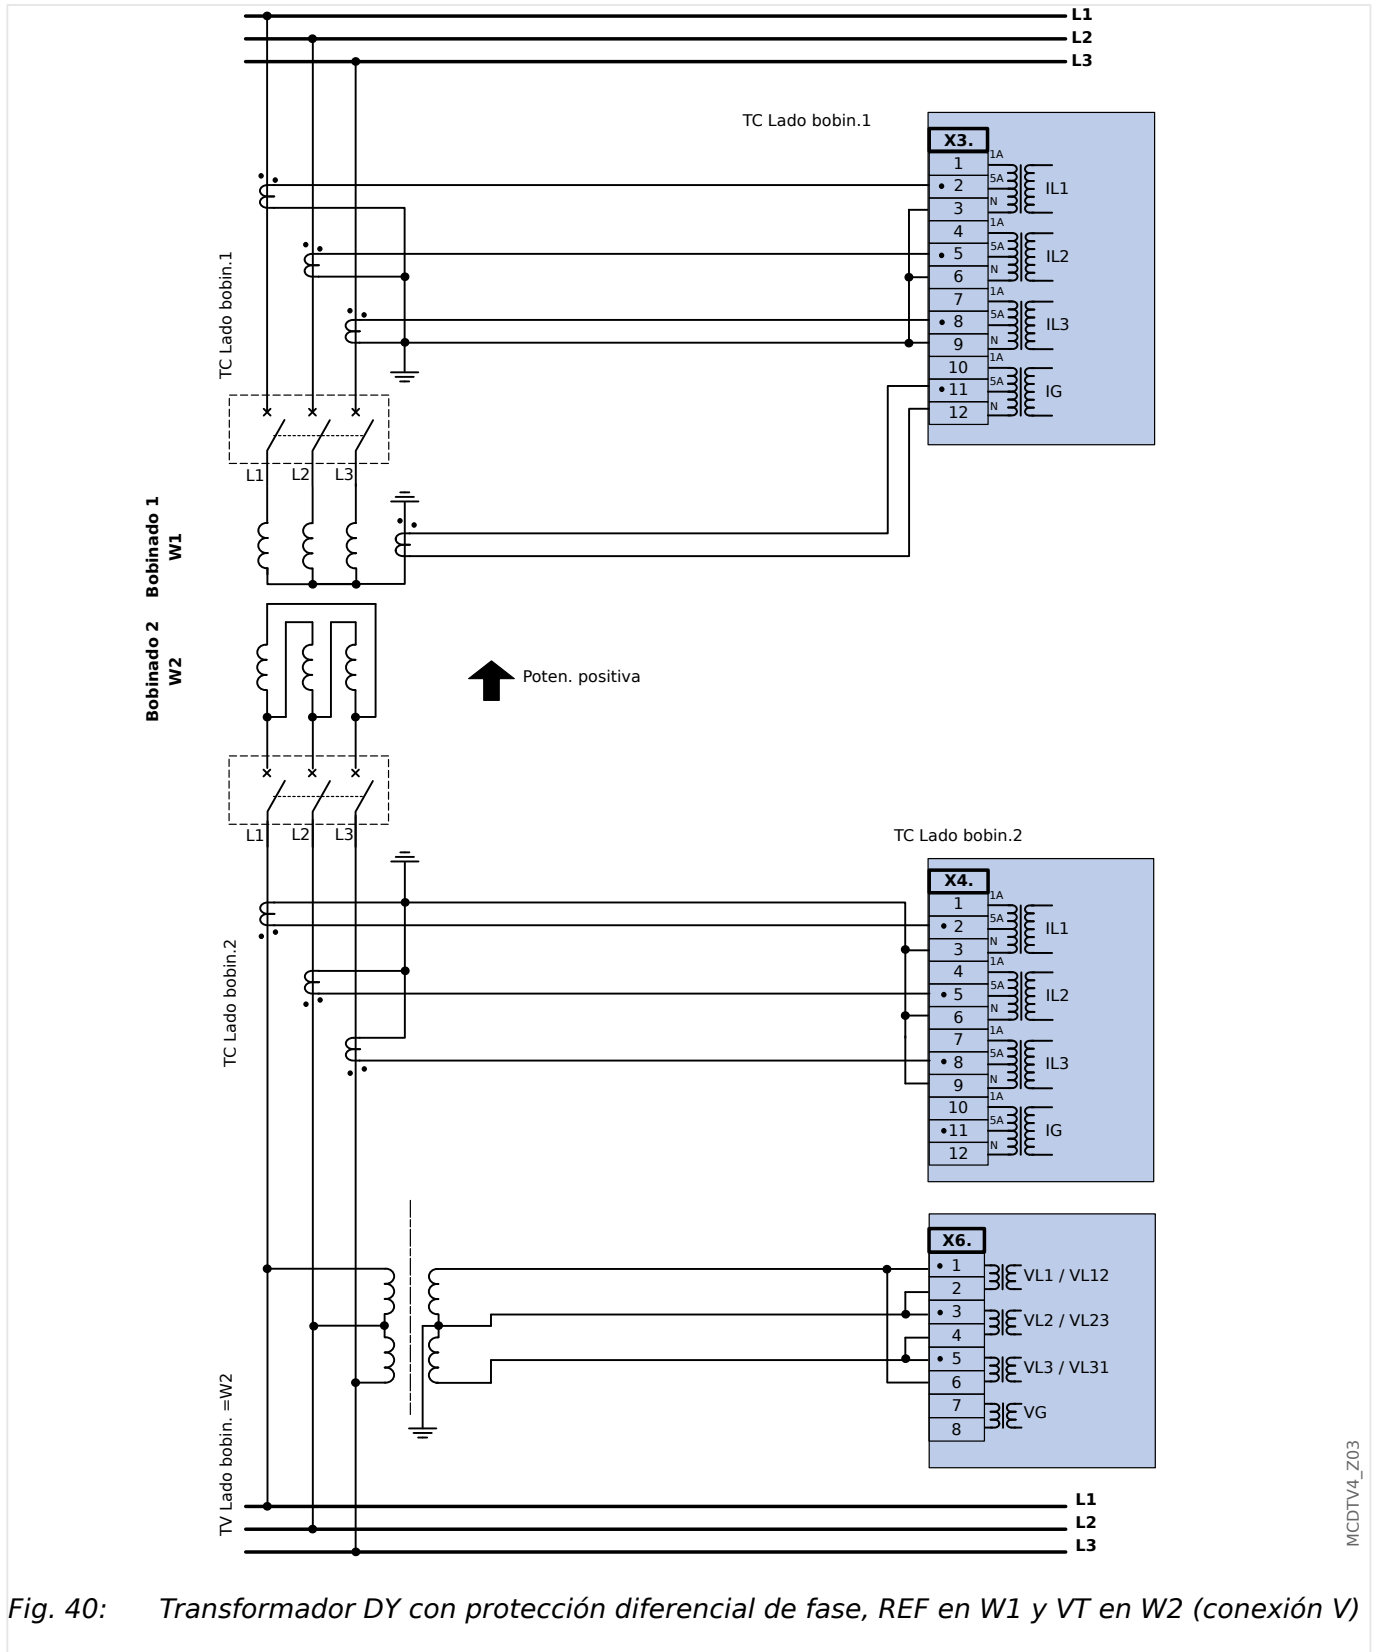 L1
L2
L3
TC Lado bobin.1
X3.
1
2
3
4
5
6
7
8
9
10
11
12
1A
5A
N
IL1
1A
5A
N
IL2
1A
5A
N
IL3
1A
5A
N
IG
TC Lado bobin.1
L1
L2
L3
Bobinado 1
W1
Bobinado 2
W2
Poten. positiva
L1
L2
L3
TC Lado bobin.2
X4.
1
2
3
4
5
6
7
8
9
10
11
12
1A
5A
N
IL1
1A
5A
N
IL2
1A
5A
N
IL3
1A
5A
N
IG
TC Lado bobin.2
X6.
1
2
3
4
5
6
7
8
VL1 / VL12
VL2 / VL23
VL3 / VL31
VG
TV Lado bobin. =W2
L1
L2
L3
MCDTV4_Z03
Fig. 40: Transformador DY con protección diferencial de fase, REF en W1 y VT en W2 (conexión V)